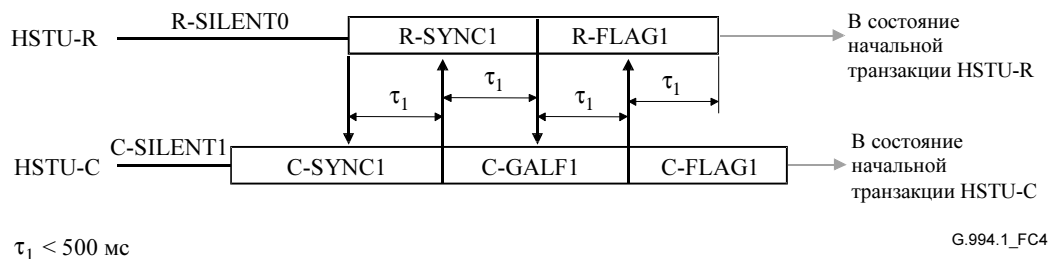 R-SILENT0
HSTU-R
R-SYNC1
R-FLAG1
В состояние
начальной
транзакции HSTU-R
τ1
τ1
τ1
τ1
C-SILENT1
HSTU-C
C-SYNC1
C-GALF1
C-FLAG1
В состояние
начальной
транзакции HSTU-C
τ1 < 500 мс
G.994.1_FC4